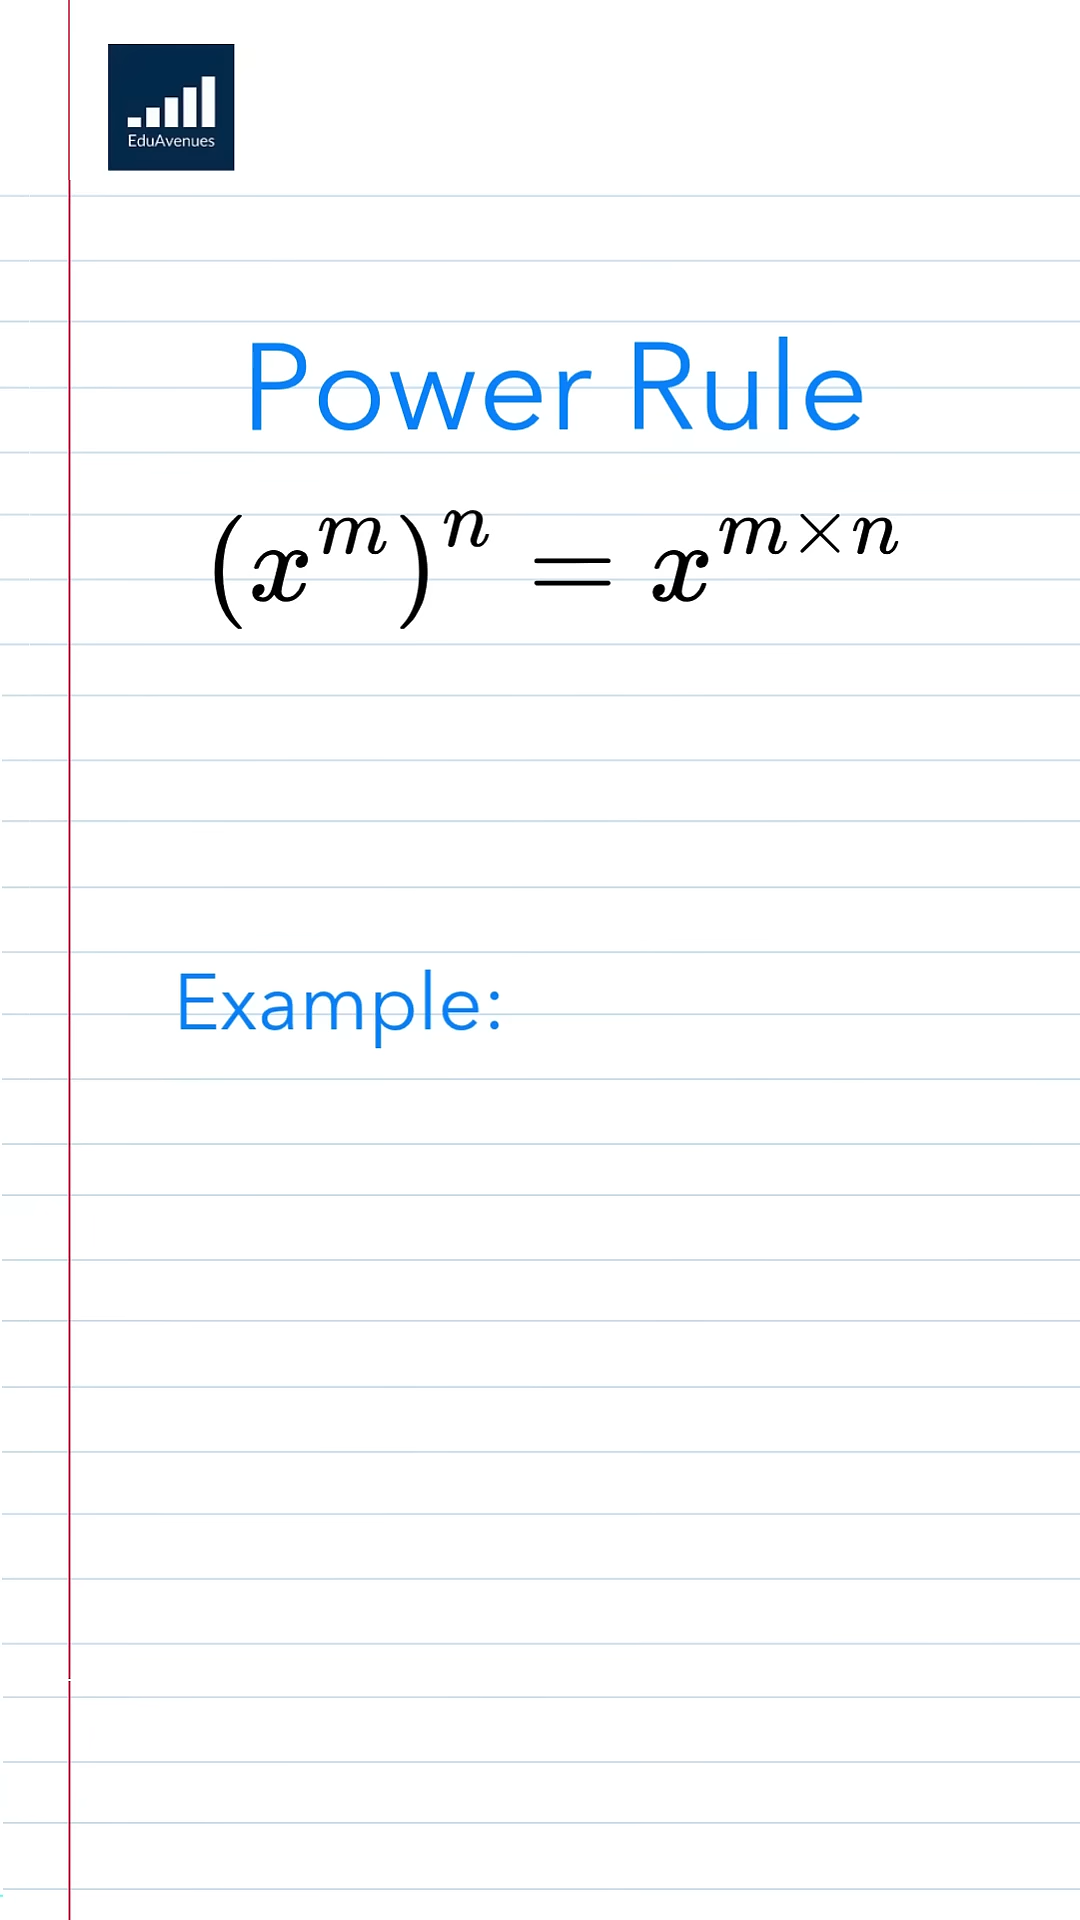 EduAvenues
Power Rule
(x^m)^n = x^{m×n}
Example: